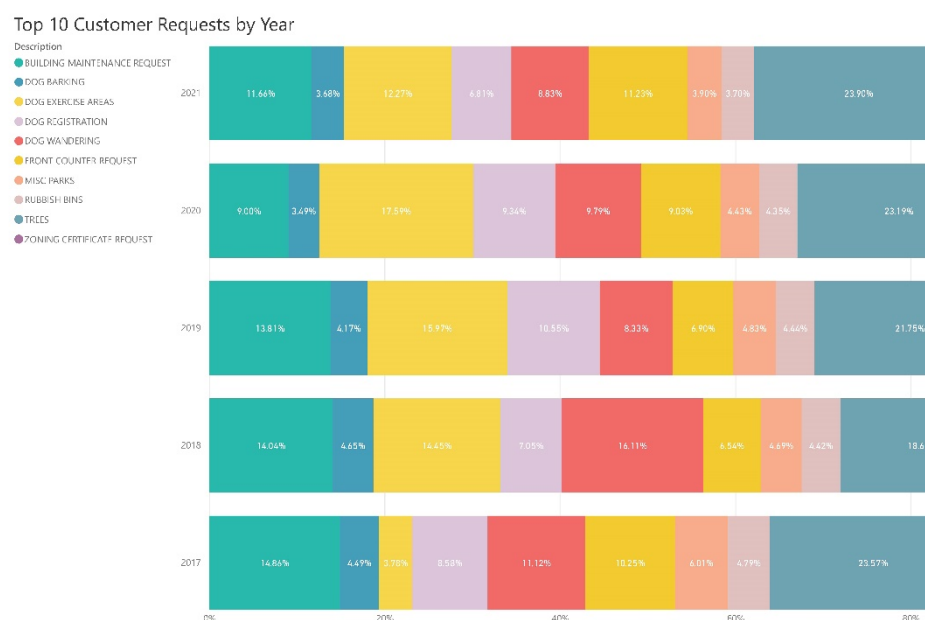 Top 10 Customer Requests by Year
Description
BUILDING MAINTENANCE REQUEST
DOG BARKING
DOG EXERCISE AREAS
DOG REGISTRATION
DOG WANDERING
FRONT COUNTER REQUEST
MISC PARKS
RUBBISH BINS
TREES
ZONING CERTIFICATE REQUEST
2021 11.66% 3.68% 12.27% 6.81% 8.83% 11.23% 3.90% 3.70% 23.90%
2020 9.00% 3.49% 17.59% 9.34% 9.79% 9.03% 4.43% 4.35% 23.19%
2019 13.81% 4.17% 15.97% 10.55% 8.33% 6.90% 4.83% 4.44% 21.75%
2018 14.04% 4.65% 14.45% 7.05% 16.11% 6.54% 4.69% 4.42% 18.6
2017 14.86% 4.49% 3.70% 8.58% 11.12% 10.25% 6.01% 4.79% 23.57%
0% 20% 40% 60% 80%